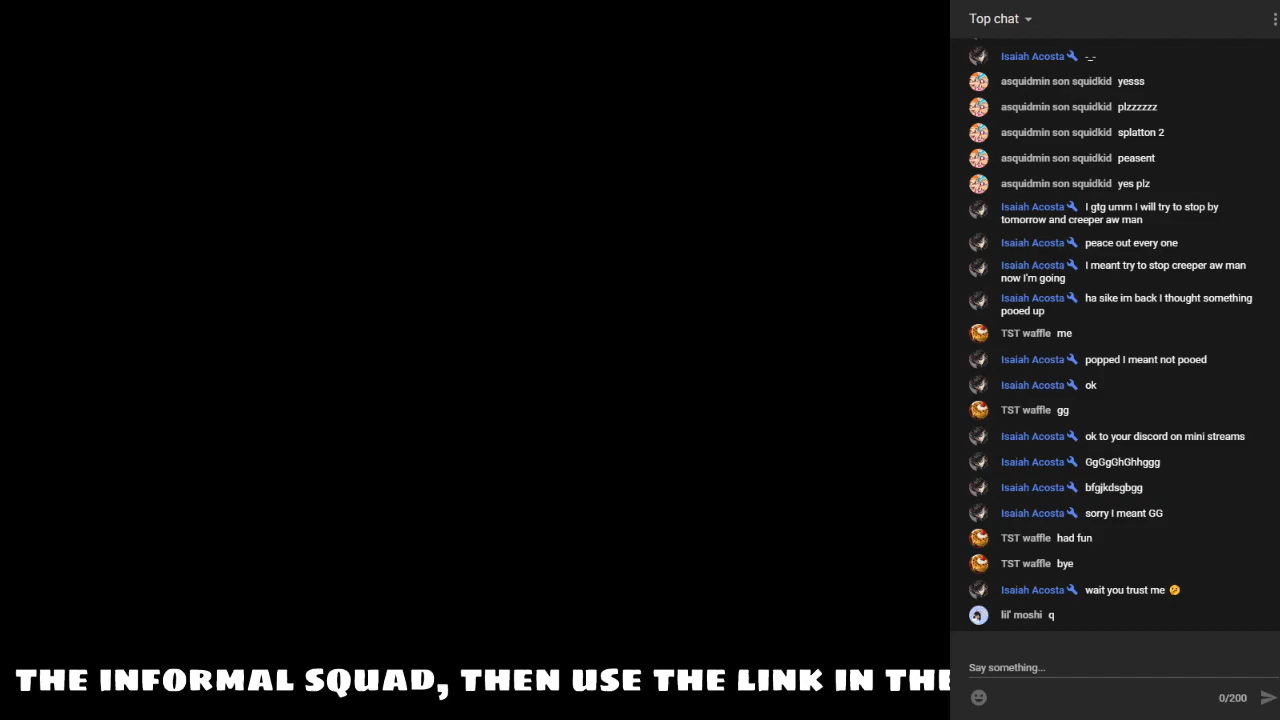 Top chat
Isaiah Acosta -_-
asquidmin son squidkid yesss
asquidmin son squidkid plzzzzzz
asquidmin son squidkid splatton 2
asquidmin son squidkid peasent
asquidmin son squidkid yes plz
Isaiah Acosta I gtg umm I will try to stop by
tomorrow and creeper aw man
Isaiah Acosta peace out every one
Isaiah Acosta I meant try to stop creeper aw man
now I'm going
Isaiah Acosta ha sike im back I thought something
pooed up
TST waffle me
Isaiah Acosta popped I meant not pooed
Isaiah Acosta ok
TST waffle gg
Isaiah Acosta ok to your discord on mini streams
Isaiah Acosta GgGgGhGhhggg
Isaiah Acosta bfgjkdsgbgg
Isaiah Acosta sorry I meant GG
TST waffle had fun
TST waffle bye
Isaiah Acosta wait you trust me 🤨
lil' moshi q
Say something...
0/200
THE INFORMAL SQUAD, THEN USE THE LINK IN THE